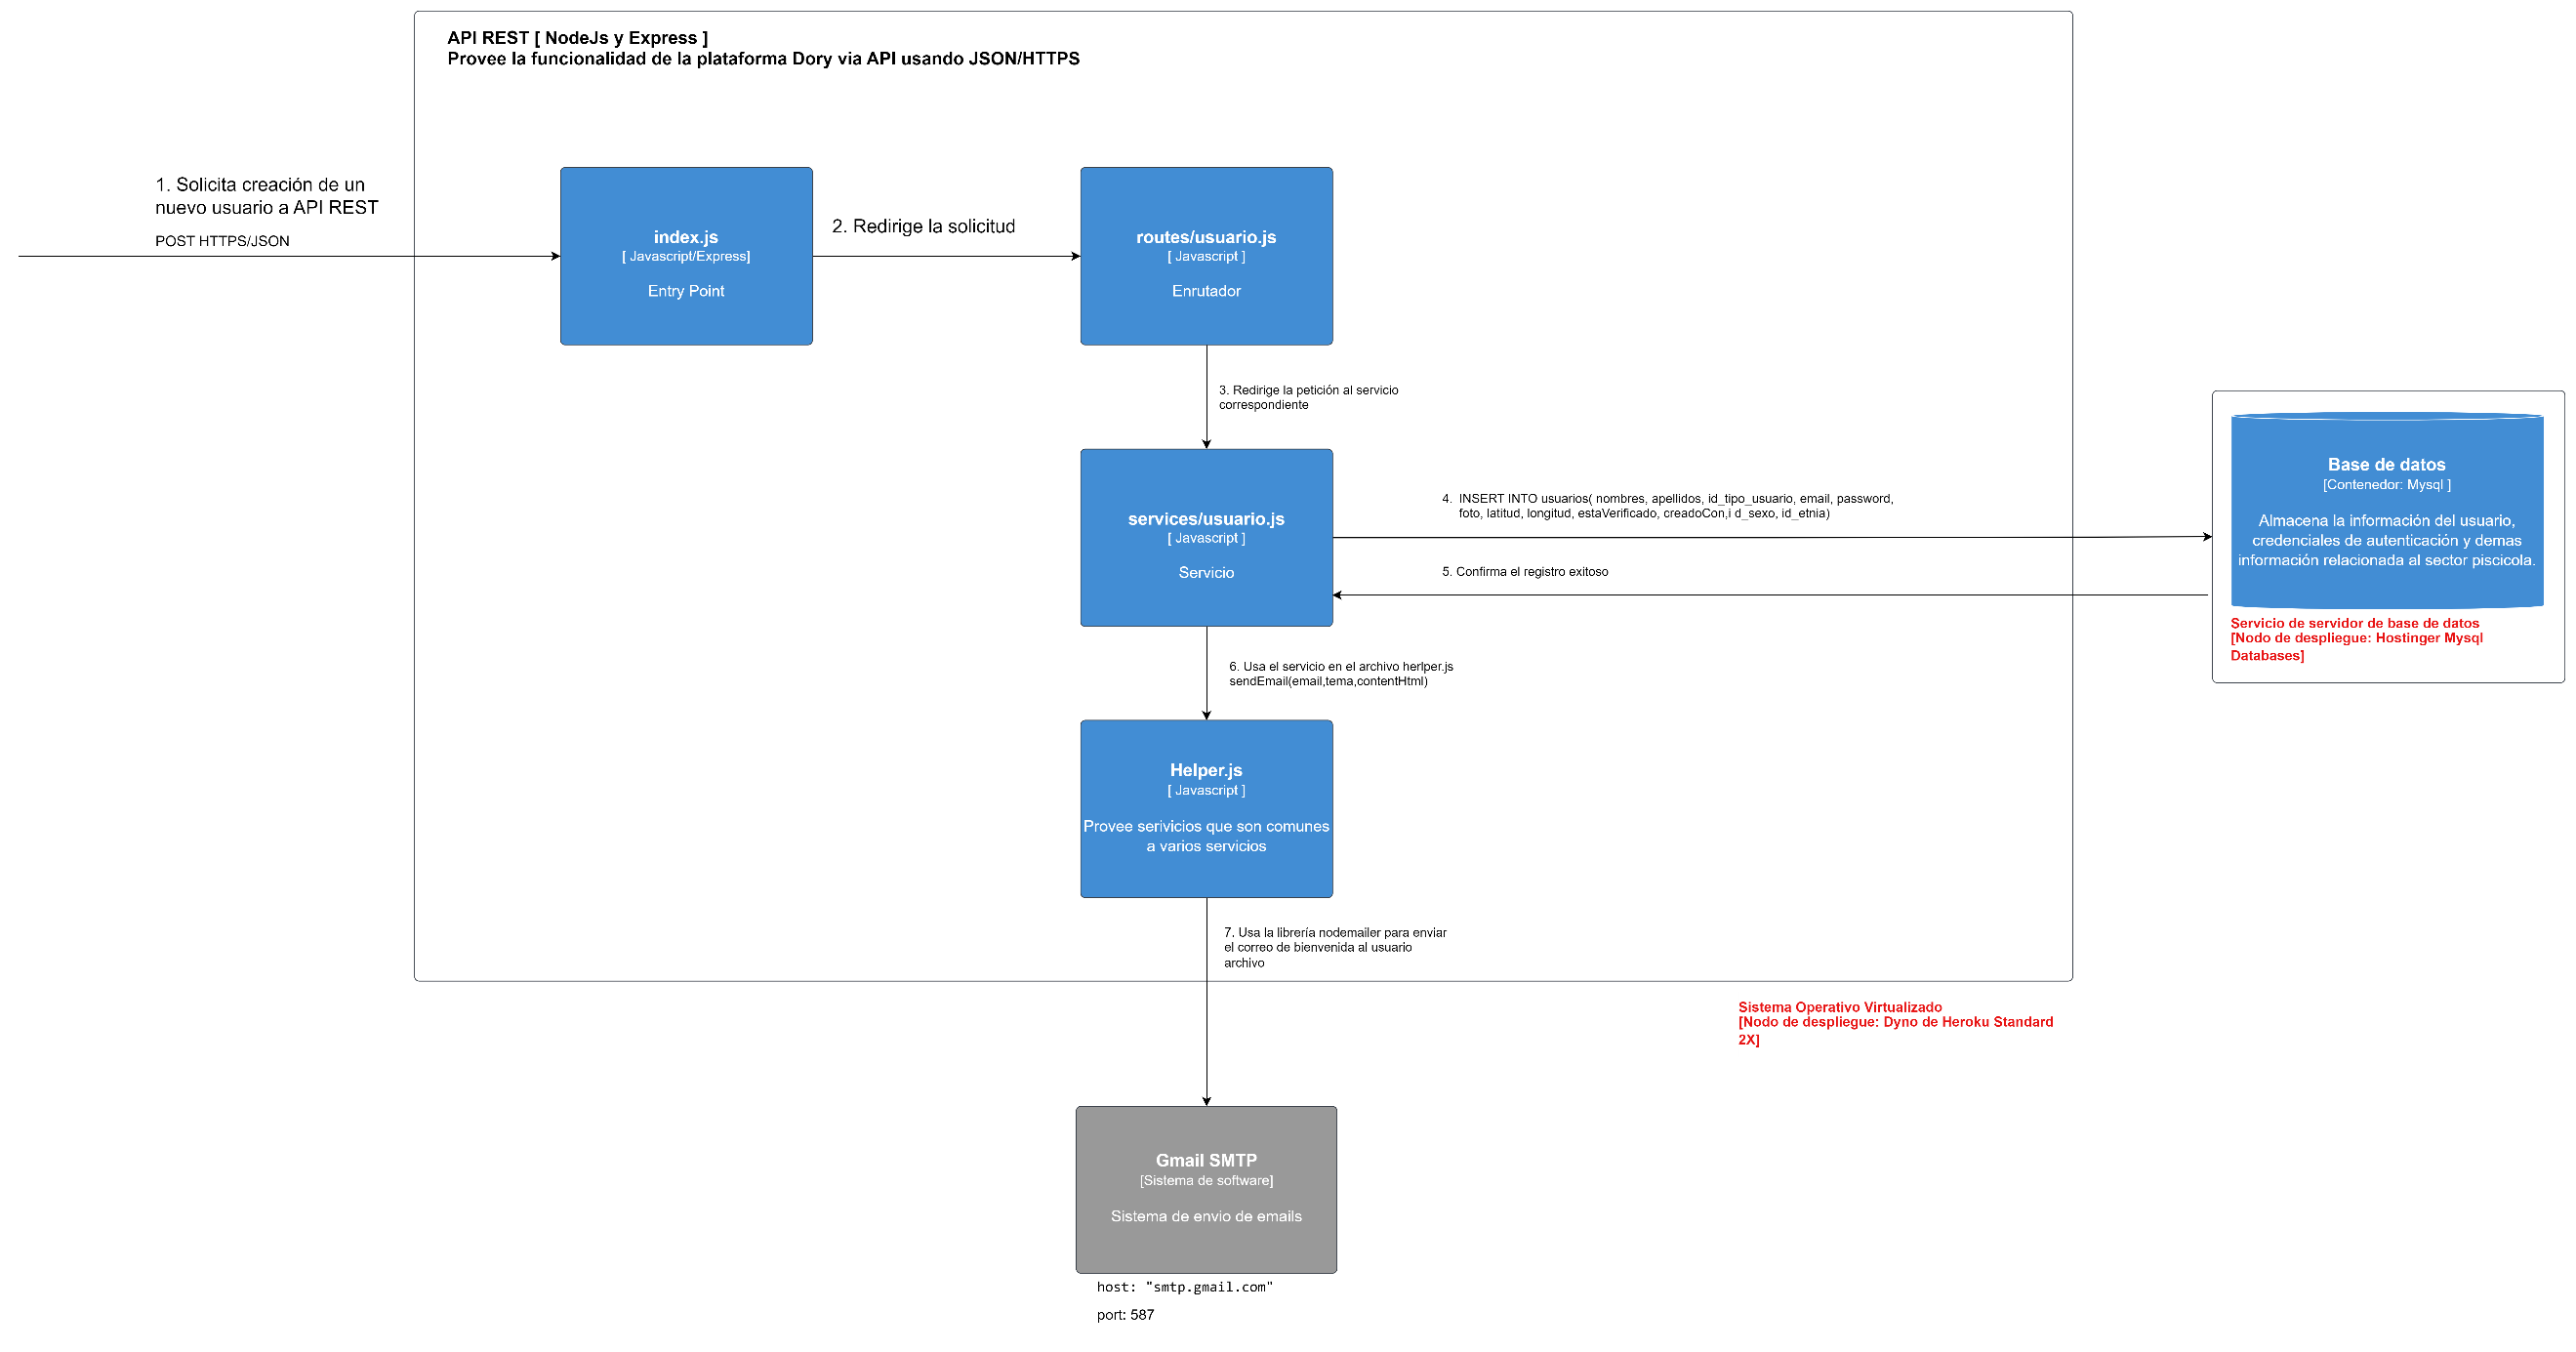 API REST [ NodeJs y Express ]
Provee la funcionalidad de la plataforma Dory via API usando JSON/HTTPS
1. Solicita creación de un
nuevo usuario a API REST
POST HTTPS/JSON
index.js
[ Javascript/Express]
Entry Point
2. Redirige la solicitud
routes/usuario.js
[ Javascript ]
Enrutador
3. Redirige la petición al servicio
correspondiente
services/usuario.js
[ Javascript ]
Servicio
4. INSERT INTO usuarios( nombres, apellidos, id_tipo_usuario, email, password,
foto, latitud, longitud, estaVerificado, creadoCon,i d_sexo, id_etnia)
5. Confirma el registro exitoso
Base de datos
[Contenedor: Mysql ]
Almacena la información del usuario,
credenciales de autenticación y demas
información relacionada al sector piscicola.
Servicio de servidor de base de datos
[Nodo de despliegue: Hostinger Mysql
Databases]
6. Usa el servicio en el archivo herlper.js
sendEmail(email,tema,contentHtml)
Helper.js
[ Javascript ]
Provee serivicios que son comunes
a varios servicios
7. Usa la librería nodemailer para enviar
el correo de bienvenida al usuario
archivo
Sistema Operativo Virtualizado
[Nodo de despliegue: Dyno de Heroku Standard
2X]
Gmail SMTP
[Sistema de software]
Sistema de envio de emails
host: "smtp.gmail.com"
port: 587